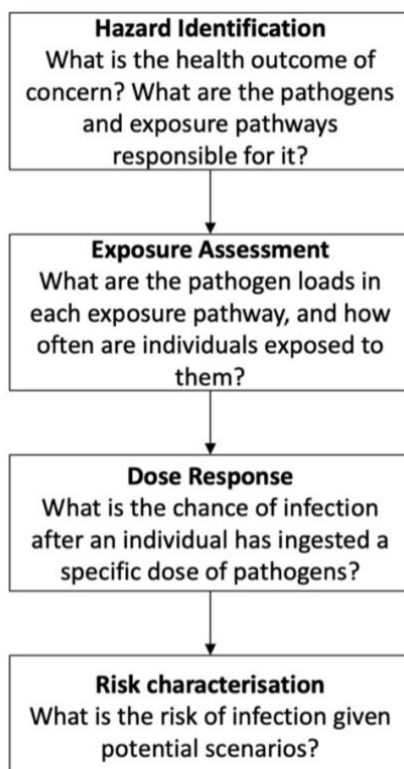 Hazard Identification
What is the health outcome of
concern? What are the pathogens
and exposure pathways
responsible for it?
Exposure Assessment
What are the pathogen loads in
each exposure pathway, and how
often are individuals exposed to
them?
Dose Response
What is the chance of infection
after an individual has ingested a
specific dose of pathogens?
Risk characterisation
What is the risk of infection given
potential scenarios?